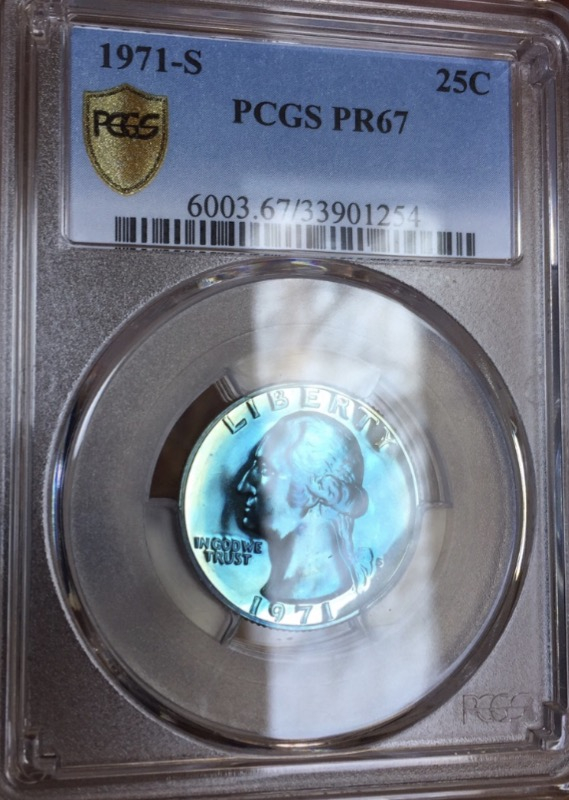 1971-S
25C
PCGS PR67
PCGS
6003.67/33901254
LIBERTY
IN GOD WE
TRUST
S
1971
PCGS